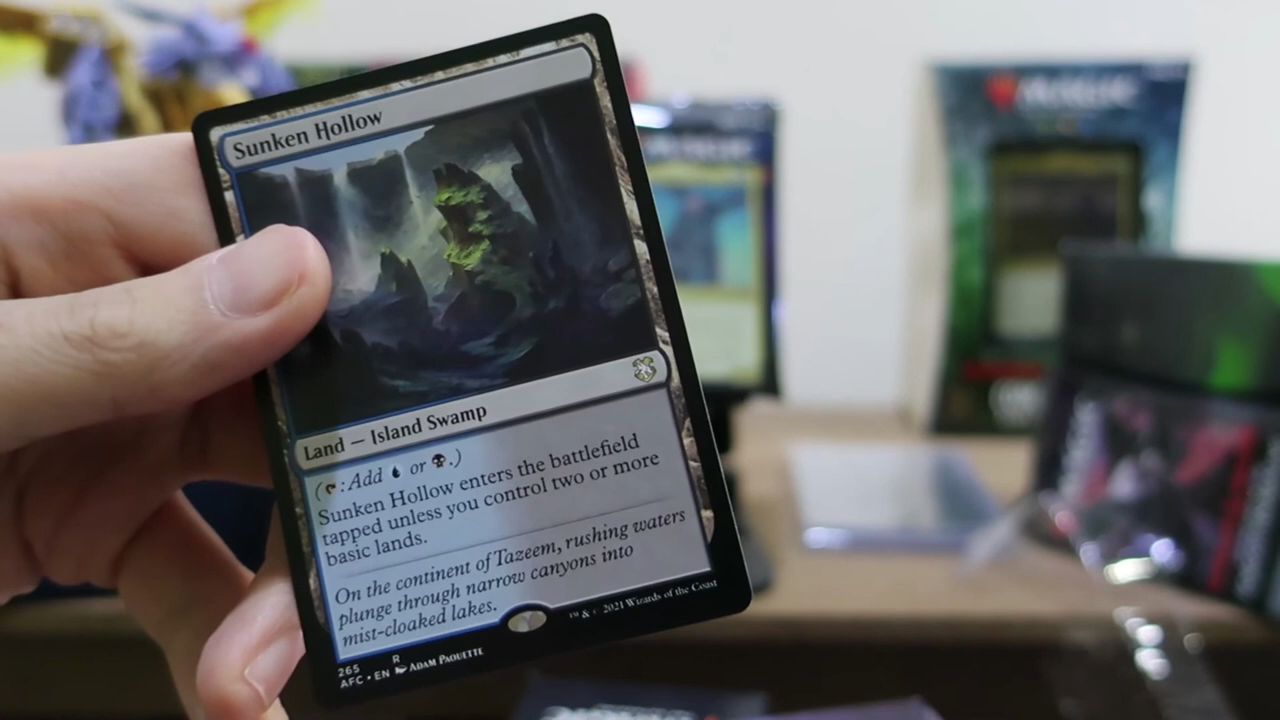 Sunken Hollow
Land — Island Swamp
( : Add or .)
Sunken Hollow enters the battlefield
tapped unless you control two or more
basic lands.
On the continent of Tazeem, rushing waters
plunge through narrow canyons into
mist-cloaked lakes.
265 R
AFC • EN ADAM PAQUETTE
™ & © 2021 Wizards of the Coast
MAGIC